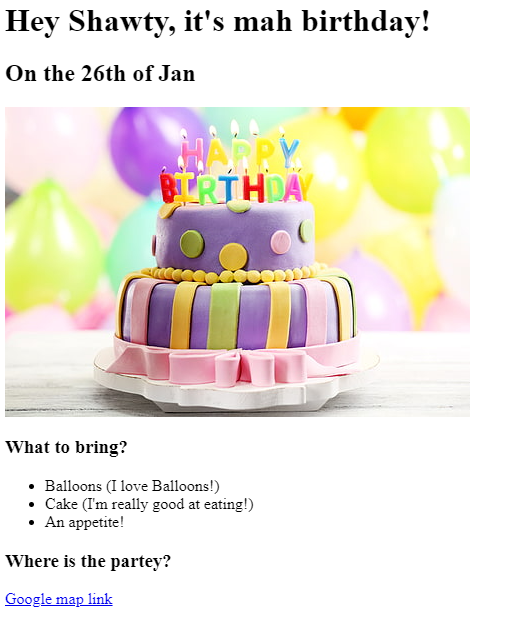 Hey Shawty, it's mah birthday!
On the 26th of Jan
HAPPY
BIRTHDAY
What to bring?
Balloons (I love Balloons!)
Cake (I'm really good at eating!)
An appetite!
Where is the partey?
Google map link